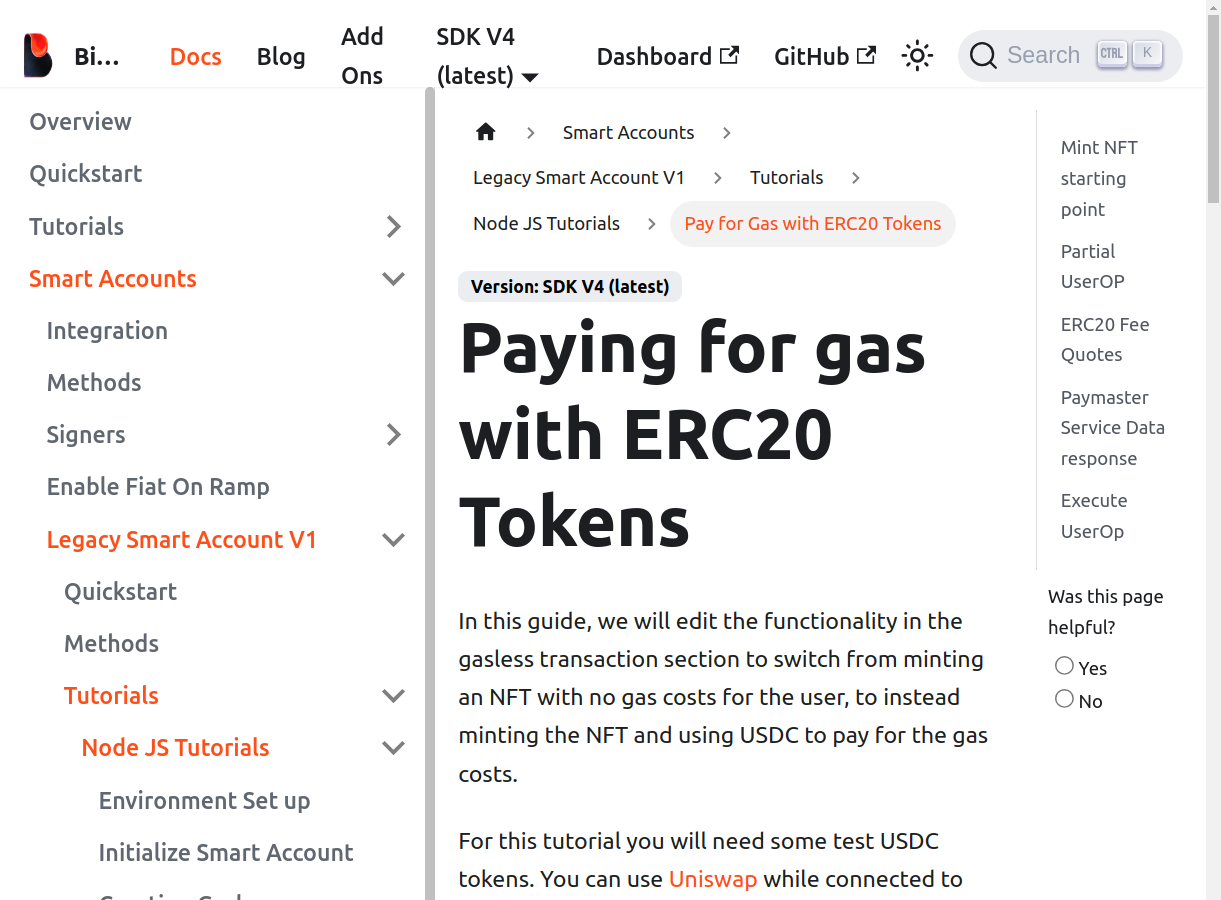 Bi...
Docs
Blog
Add
Ons
SDK V4
(latest)
Dashboard
GitHub
Search
CTRL
K
Overview
Quickstart
Tutorials
Smart Accounts
Integration
Methods
Signers
Enable Fiat On Ramp
Legacy Smart Account V1
Quickstart
Methods
Tutorials
Node JS Tutorials
Environment Set up
Initialize Smart Account
Smart Accounts
Legacy Smart Account V1
Tutorials
Node JS Tutorials
Pay for Gas with ERC20 Tokens
Version: SDK V4 (latest)
Paying for gas
with ERC20
Tokens
In this guide, we will edit the functionality in the
gasless transaction section to switch from minting
an NFT with no gas costs for the user, to instead
minting the NFT and using USDC to pay for the gas
costs.
For this tutorial you will need some test USDC
tokens. You can use Uniswap while connected to
Mint NFT
starting
point
Partial
UserOP
ERC20 Fee
Quotes
Paymaster
Service Data
response
Execute
UserOp
Was this page
helpful?
Yes
No